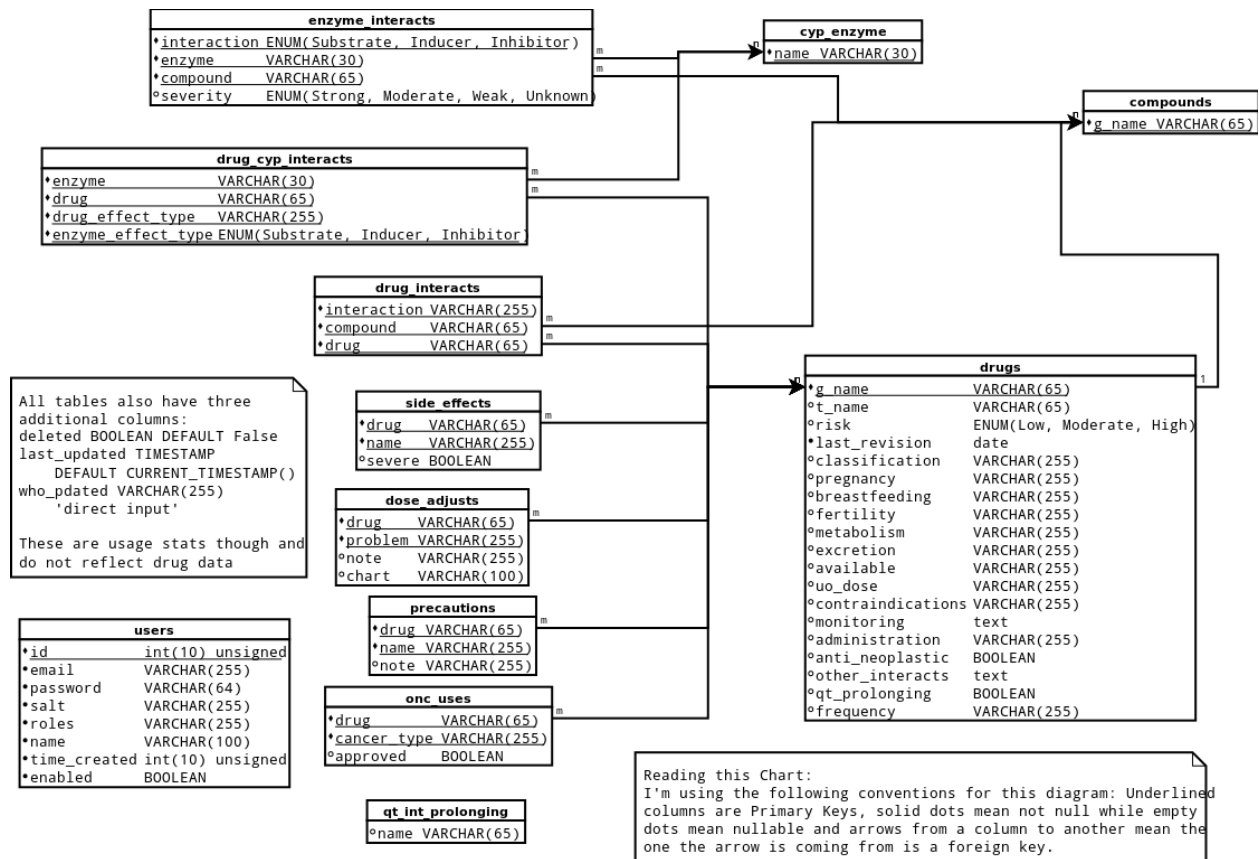 enzyme_interacts
interaction ENUM(Substrate, Inducer, Inhibitor)
enzyme VARCHAR(30)
compound VARCHAR(65)
severity ENUM(Strong, Moderate, Weak, Unknown)
m
m
n
cyp_enzyme
name VARCHAR(30)
n
compounds
g_name VARCHAR(65)
drug_cyp_interacts
enzyme VARCHAR(30)
drug VARCHAR(65)
drug_effect_type VARCHAR(255)
enzyme_effect_type ENUM(Substrate, Inducer, Inhibitor)
m
m
drug_interacts
interaction VARCHAR(255)
compound VARCHAR(65)
drug VARCHAR(65)
m
m
All tables also have three
additional columns:
deleted BOOLEAN DEFAULT False
last_updated TIMESTAMP
DEFAULT CURRENT_TIMESTAMP()
who_pdated VARCHAR(255)
'direct input'
These are usage stats though and
do not reflect drug data
side_effects
drug VARCHAR(65)
name VARCHAR(255)
severe BOOLEAN
m
dose_adjusts
drug VARCHAR(65)
problem VARCHAR(255)
note VARCHAR(255)
chart VARCHAR(100)
m
precautions
drug VARCHAR(65)
name VARCHAR(255)
note VARCHAR(255)
m
onc_uses
drug VARCHAR(65)
cancer_type VARCHAR(255)
approved BOOLEAN
m
qt_int_prolonging
name VARCHAR(65)
users
id int(10) unsigned
email VARCHAR(255)
password VARCHAR(64)
salt VARCHAR(255)
roles VARCHAR(255)
name VARCHAR(100)
time_created int(10) unsigned
enabled BOOLEAN
n
1
drugs
g_name VARCHAR(65)
t_name VARCHAR(65)
risk ENUM(Low, Moderate, High)
last_revision date
classification VARCHAR(255)
pregnancy VARCHAR(255)
breastfeeding VARCHAR(255)
fertility VARCHAR(255)
metabolism VARCHAR(255)
excretion VARCHAR(255)
available VARCHAR(255)
uo_dose VARCHAR(255)
contraindications VARCHAR(255)
monitoring text
administration VARCHAR(255)
anti_neoplastic BOOLEAN
other_interacts text
qt_prolonging BOOLEAN
frequency VARCHAR(255)
Reading this Chart:
I'm using the following conventions for this diagram: Underlined
columns are Primary Keys, solid dots mean not null while empty
dots mean nullable and arrows from a column to another mean the
one the arrow is coming from is a foreign key.